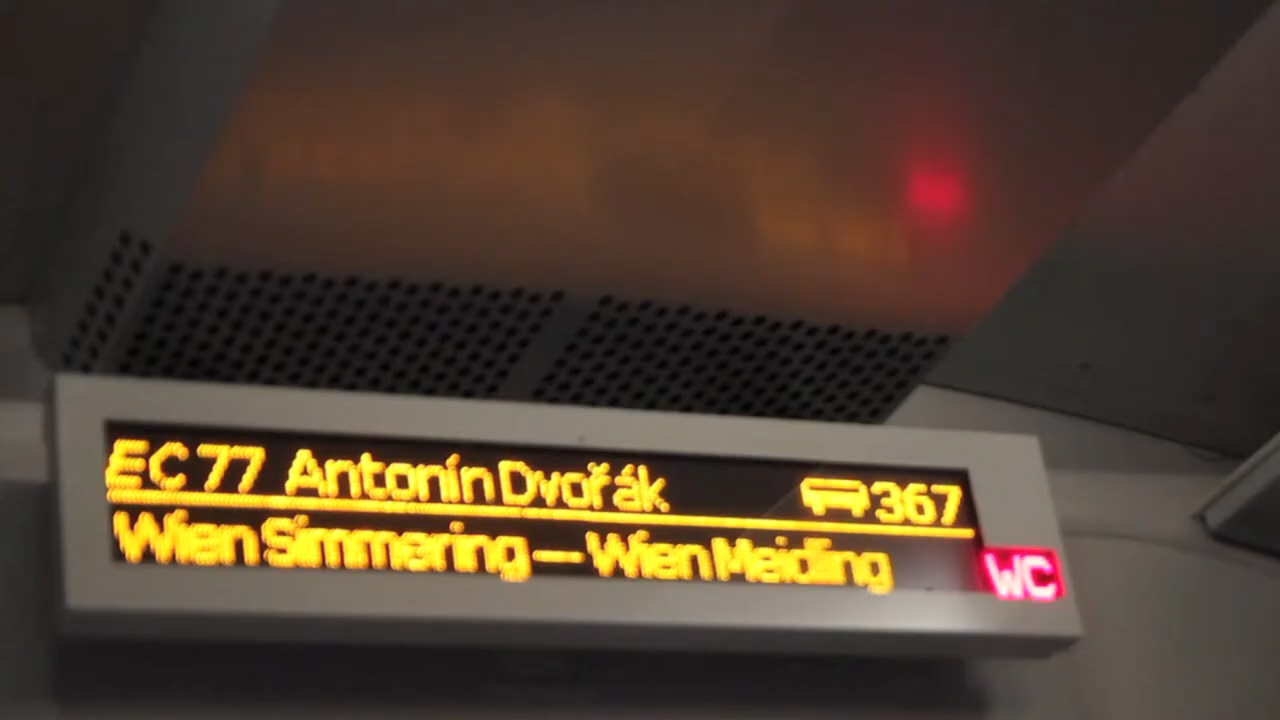 EC 77 Antonín Dvořák 367
Wien Simmering – Wien Meidling
WC